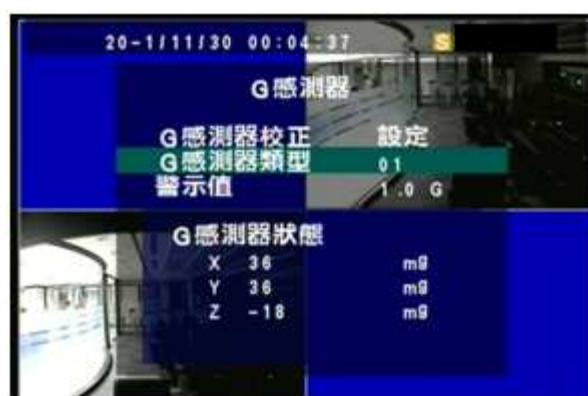 20-1/11/30 00:04:37 S
G感測器
G感測器校正 設定
G感測器類型 01
警示值 1.0 G
G感測器狀態
X 36 mg
Y 36 mg
Z -18 mg